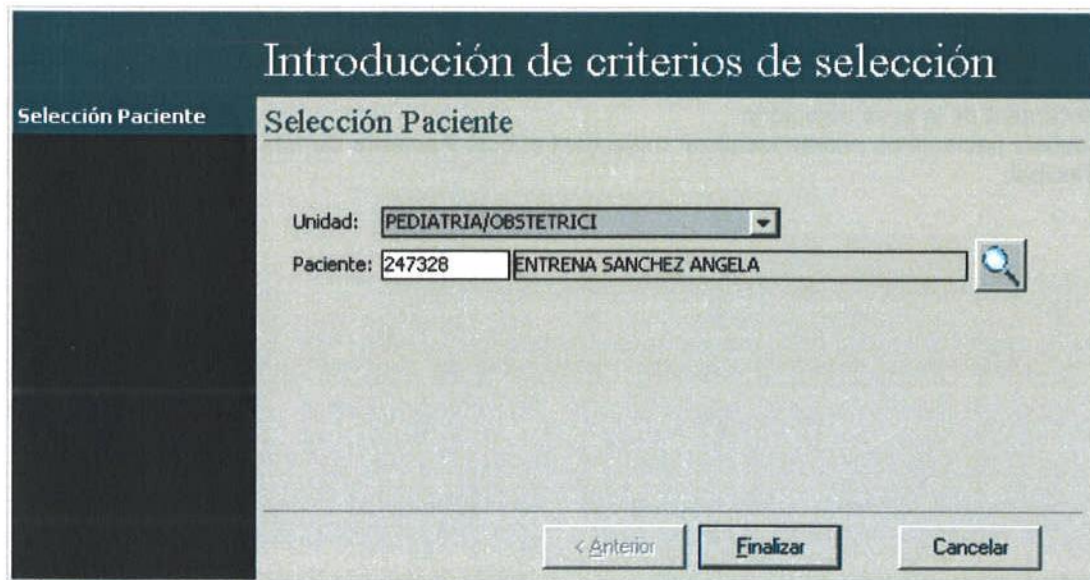 Introducción de criterios de selección
Selección Paciente
Selección Paciente
Unidad: PEDIATRIA/OBSTETRICI
Paciente: 247328 ENTRENA SANCHEZ ANGELA
< Anterior Finalizar Cancelar